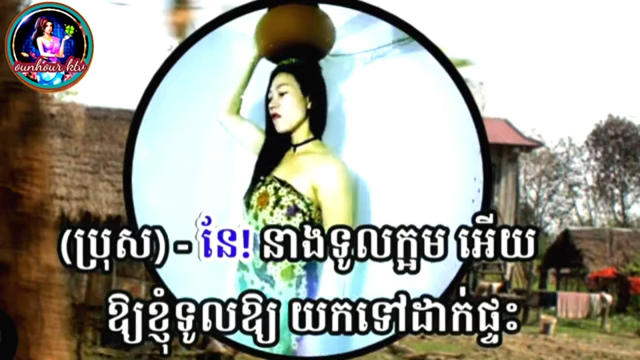 ounhour ktv
(ប្រុស) - នែ៎! នាងទូលក្អម អើយ
ឱ្យខ្ញុំទូលឱ្យ យកទៅដាក់ផ្ទះ